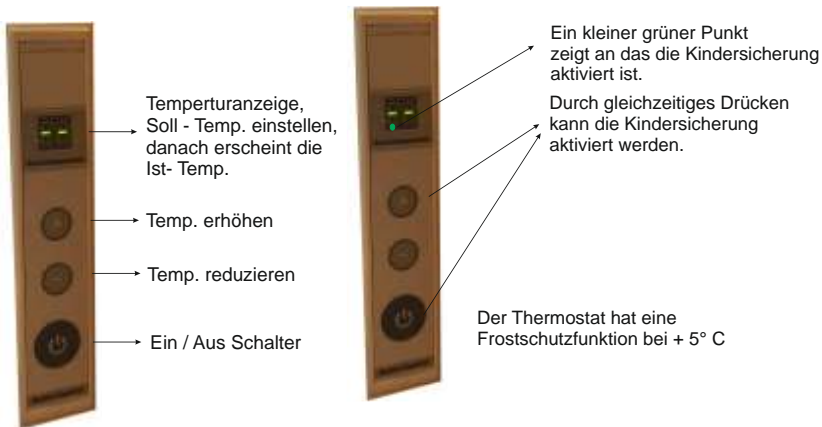 Temperturanzeige,
Soll - Temp. einstellen,
danach erscheint die
Ist- Temp.
Temp. erhöhen
Temp. reduzieren
Ein / Aus Schalter
Ein kleiner grüner Punkt
zeigt an das die Kindersicherung
aktiviert ist.
Durch gleichzeitiges Drücken
kann die Kindersicherung
aktiviert werden.
Der Thermostat hat eine
Frostschutzfunktion bei + 5° C